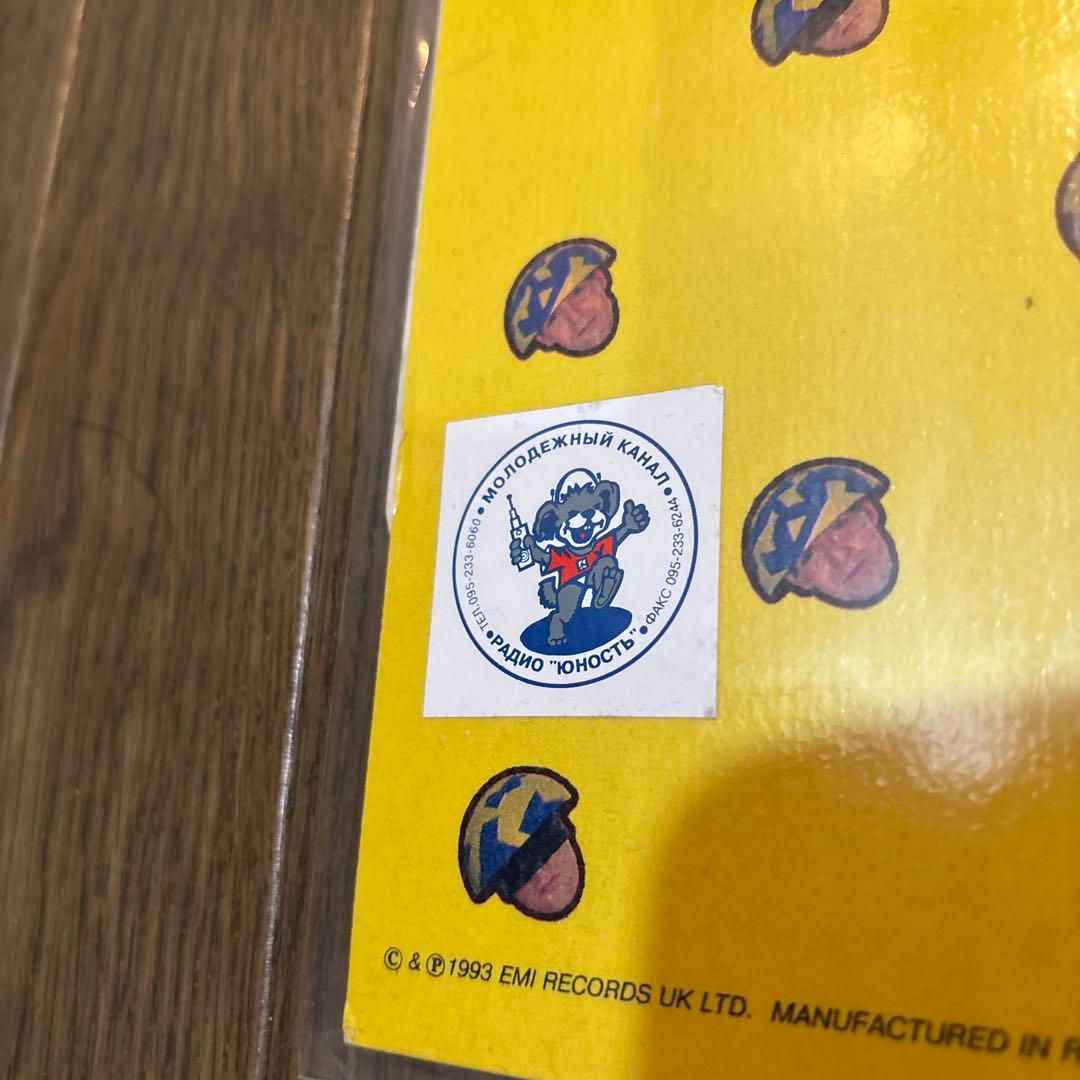 • МОЛОДЕЖНЫЙ КАНАЛ •
ТЕЛ.095-233-6060
ФАКС 095-233-6244
• РАДИО "ЮНОСТЬ" •
© & ℗ 1993 EMI RECORDS UK LTD. MANUFACTURED IN